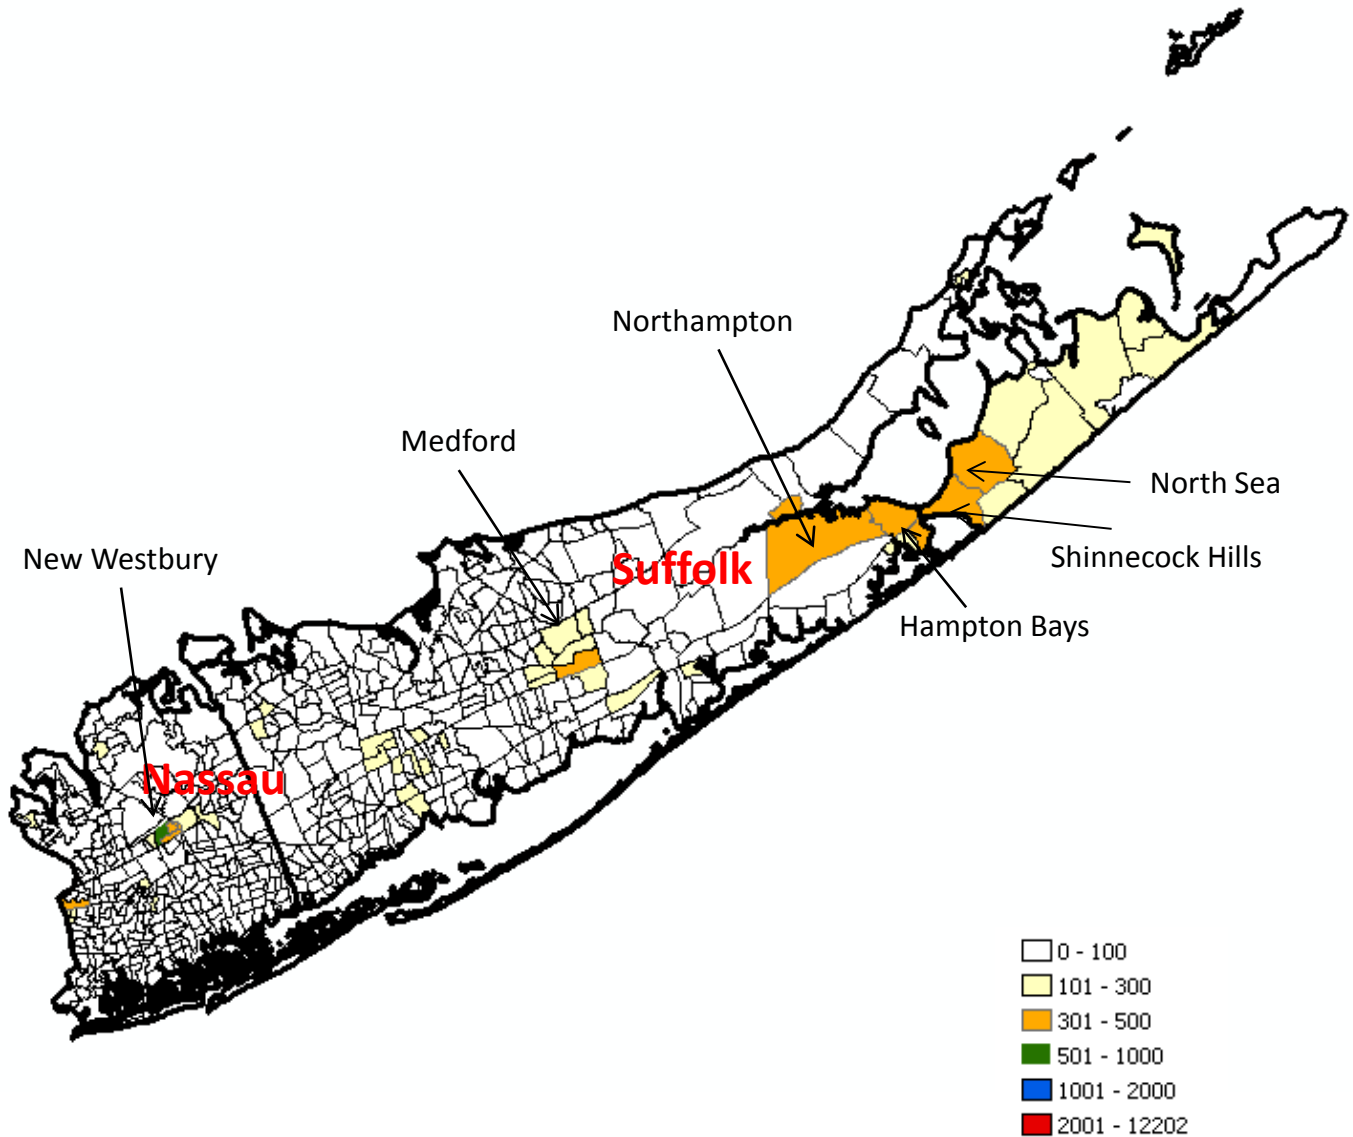 Northampton
Medford
North Sea
New Westbury
Suffolk
Shinnecock Hills
Hampton Bays
Nassau
0 - 100
101 - 300
301 - 500
501 - 1000
1001 - 2000
2001 - 12202